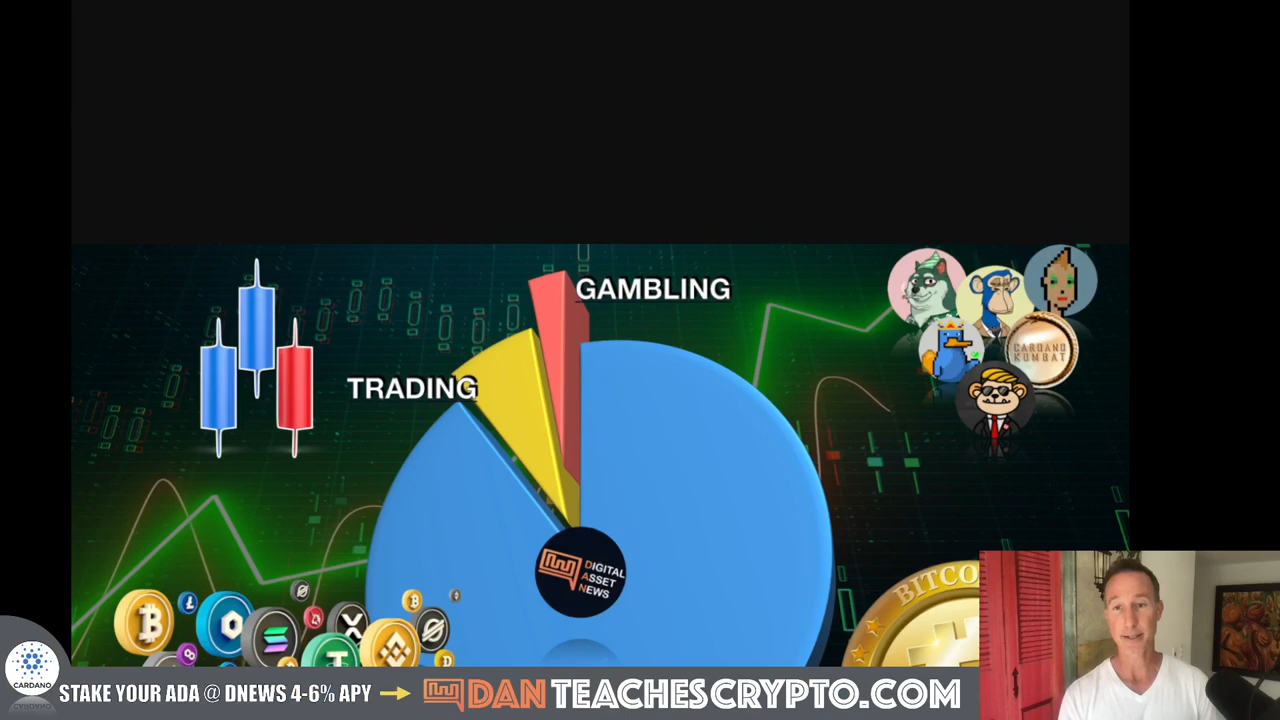 GAMBLING
TRADING
CARDANO
KOMBAT
DIGITAL
ASSET
NEWS
BITCO
CARDANO
STAKE YOUR ADA @ DNEWS 4-6% APY
DANTEACHESCRYPTO.COM